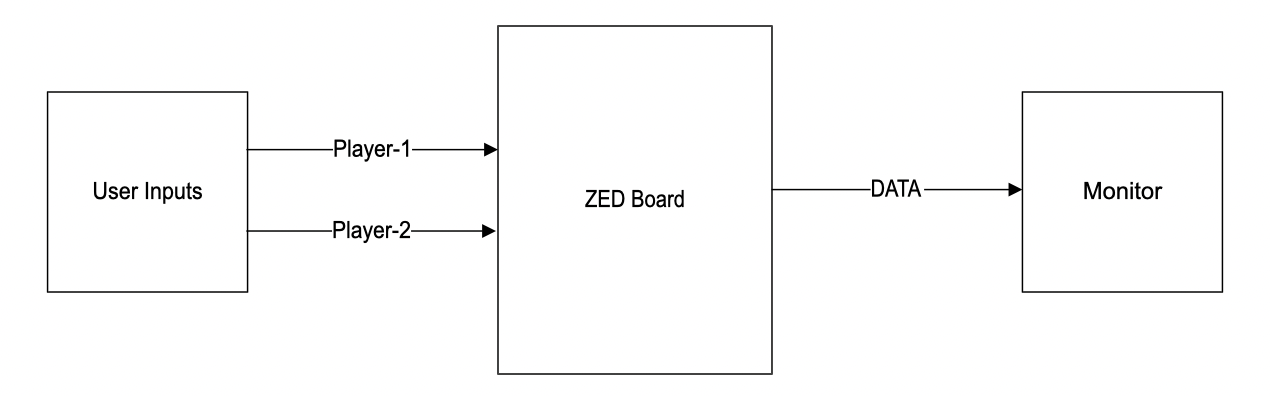 User Inputs
Player-1
Player-2
ZED Board
DATA
Monitor